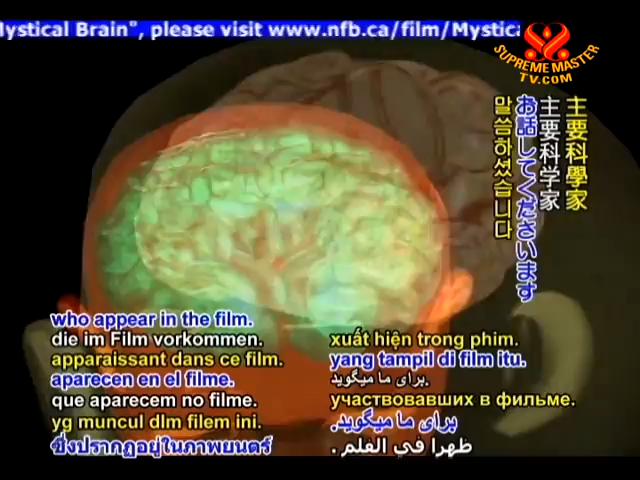 ystical Brain", please visit www.nfb.ca/film/Mystica
SUPREME MASTER
TV.COM
主要科學家
主要科学家
お話してくださいます
말씀하셨습니다
who appear in the film.
die im Film vorkommen.
apparaissant dans ce film.
aparecen en el filme.
que aparecem no filme.
yg muncul dlm filem ini.
ซึ่งปรากฏอยู่ในภาพยนตร์
xuất hiện trong phim.
yang tampil di film itu.
برای ما میگوید.
участвовавших в фильме.
برای ما میگوید.
ظهرا في الفلم .